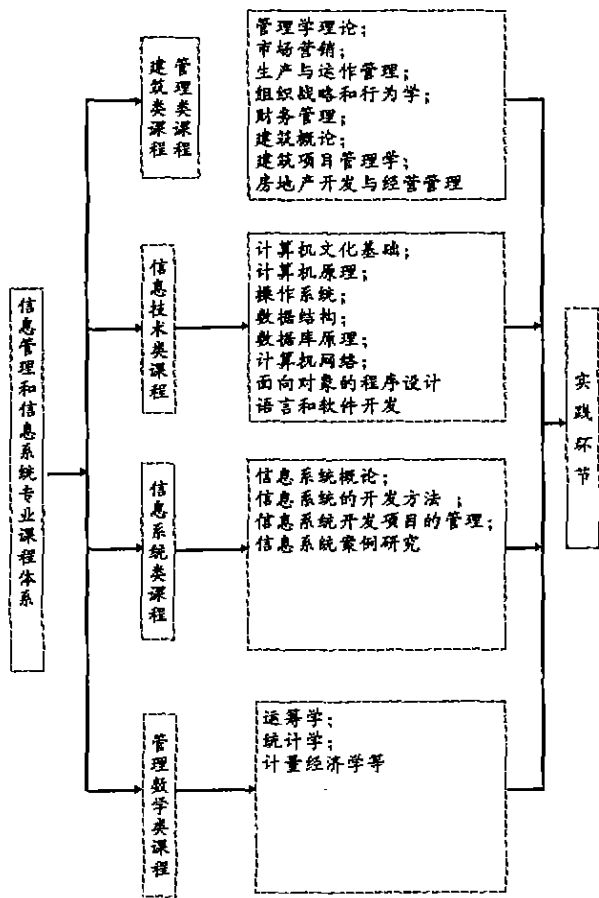 信息管理和信息系统专业课程体系
管理类课程
建筑类课程
管理学理论;
市场营销;
生产与运作管理;
组织战略和行为学;
财务管理;
建筑概论;
建筑项目管理学;
房地产开发与经营管理
信息技术类课程
计算机文化基础;
计算机原理;
操作系统;
数据结构;
数据库原理;
计算机网络;
面向对象的程序设计
语言和软件开发
信息系统类课程
信息系统概论;
信息系统的开发方法;
信息系统开发项目的管理;
信息系统案例研究
管理数学类课程
运筹学;
统计学;
计量经济学等
实践环节